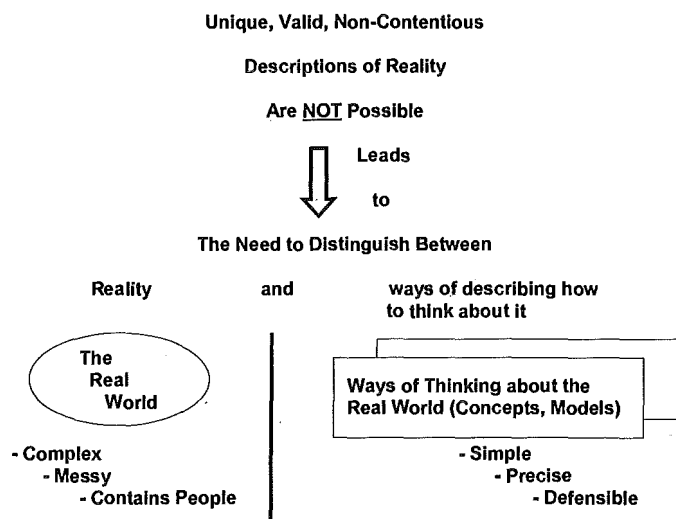 Unique, Valid, Non-Contentious
Descriptions of Reality
Are NOT Possible
Leads
to
The Need to Distinguish Between
Reality and ways of describing how
to think about it
The
Real
World
Ways of Thinking about the
Real World (Concepts, Models)
- Complex
- Messy
- Contains People
- Simple
- Precise
- Defensible